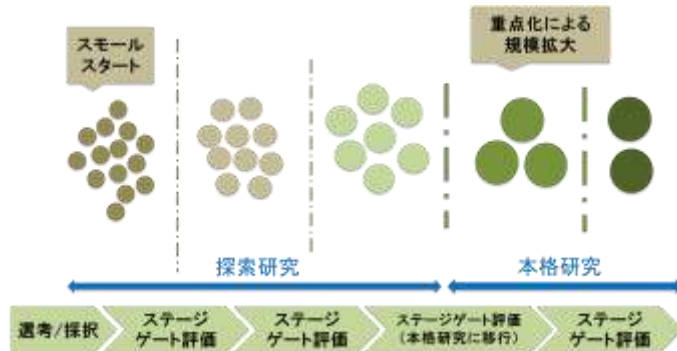 スモール
スタート
重点化による
規模拡大
探索研究
本格研究
選考/採択
ステージ
ゲート評価
ステージ
ゲート評価
ステージゲート評価
(本格研究に移行)
ステージ
ゲート評価